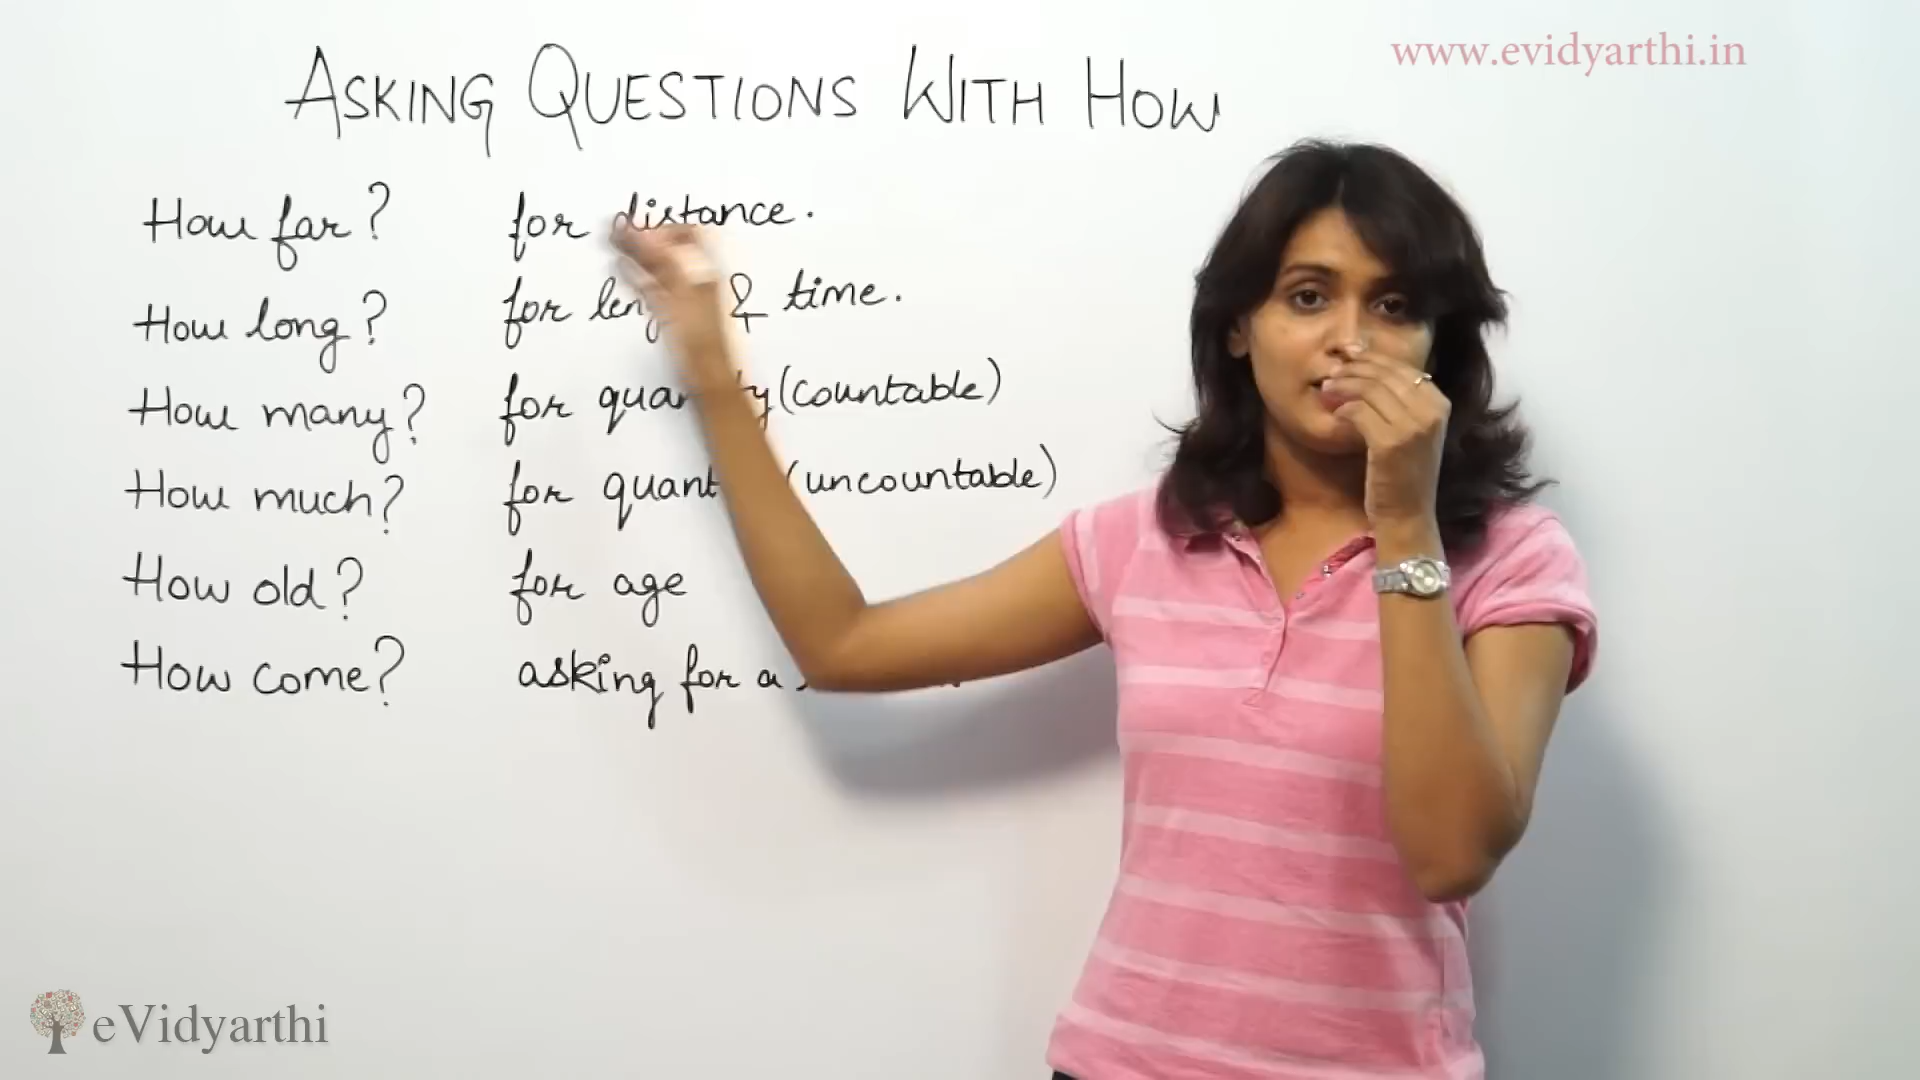 www.evidyarthi.in
ASKING QUESTIONS WITH HOW
How far? for distance.
How long? for & time.
How many? for (countable)
How much? for (uncountable)
How old? for age
How come? asking for a
eVidyarthi